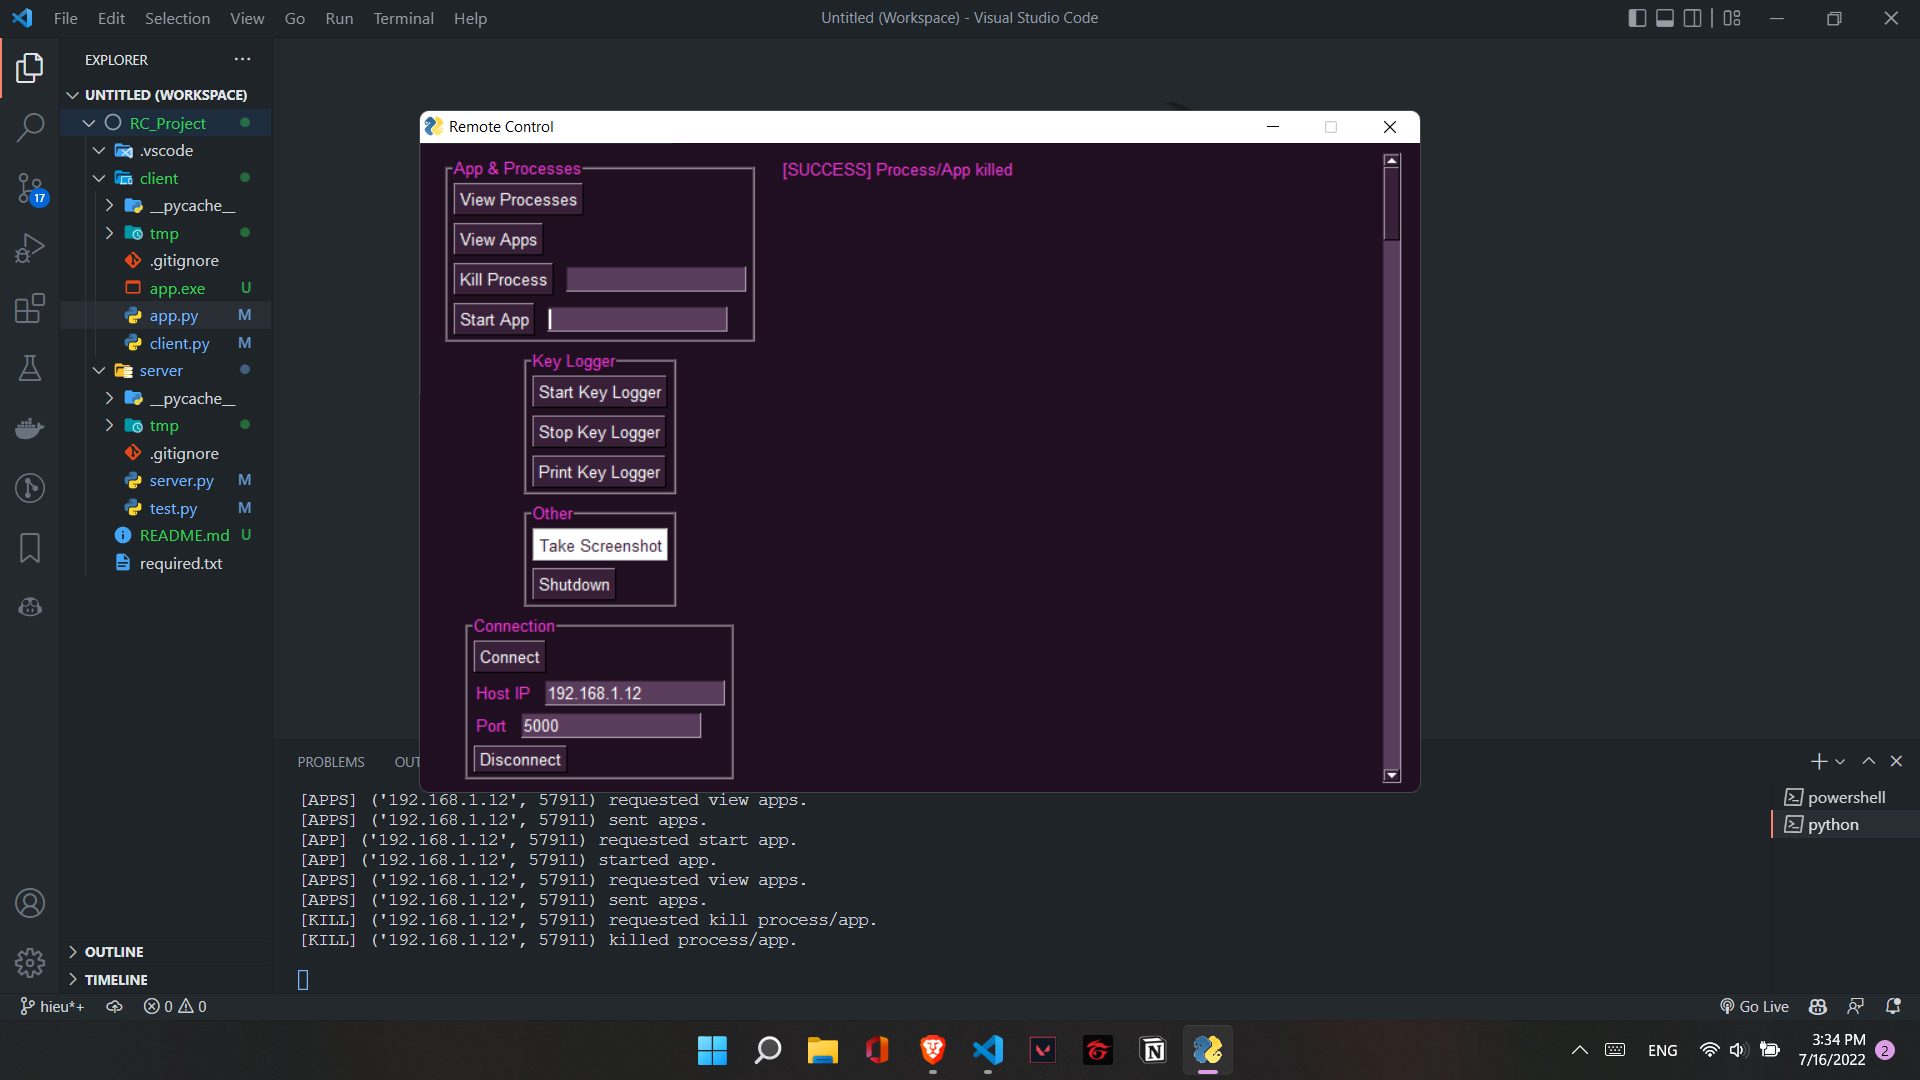 File Edit Selection View Go Run Terminal Help
Untitled (Workspace) - Visual Studio Code
EXPLORER
UNTITLED (WORKSPACE)
RC_Project
.vscode
client
__pycache__
tmp
.gitignore
app.exe U
app.py M
client.py M
server
__pycache__
tmp
.gitignore
server.py M
test.py M
README.md U
required.txt
17
OUTLINE
TIMELINE
Remote Control
App & Processes
View Processes
View Apps
Kill Process
Start App
Key Logger
Start Key Logger
Stop Key Logger
Print Key Logger
Other
Take Screenshot
Shutdown
Connection
Connect
Host IP 192.168.1.12
Port 5000
Disconnect
[SUCCESS] Process/App killed
PROBLEMS OUT
[APPS] ('192.168.1.12', 57911) requested view apps.
[APPS] ('192.168.1.12', 57911) sent apps.
[APP] ('192.168.1.12', 57911) requested start app.
[APP] ('192.168.1.12', 57911) started app.
[APPS] ('192.168.1.12', 57911) requested view apps.
[APPS] ('192.168.1.12', 57911) sent apps.
[KILL] ('192.168.1.12', 57911) requested kill process/app.
[KILL] ('192.168.1.12', 57911) killed process/app.
powershell
python
hieu*+ 0 0
Go Live
ENG
3:34 PM
7/16/2022
2